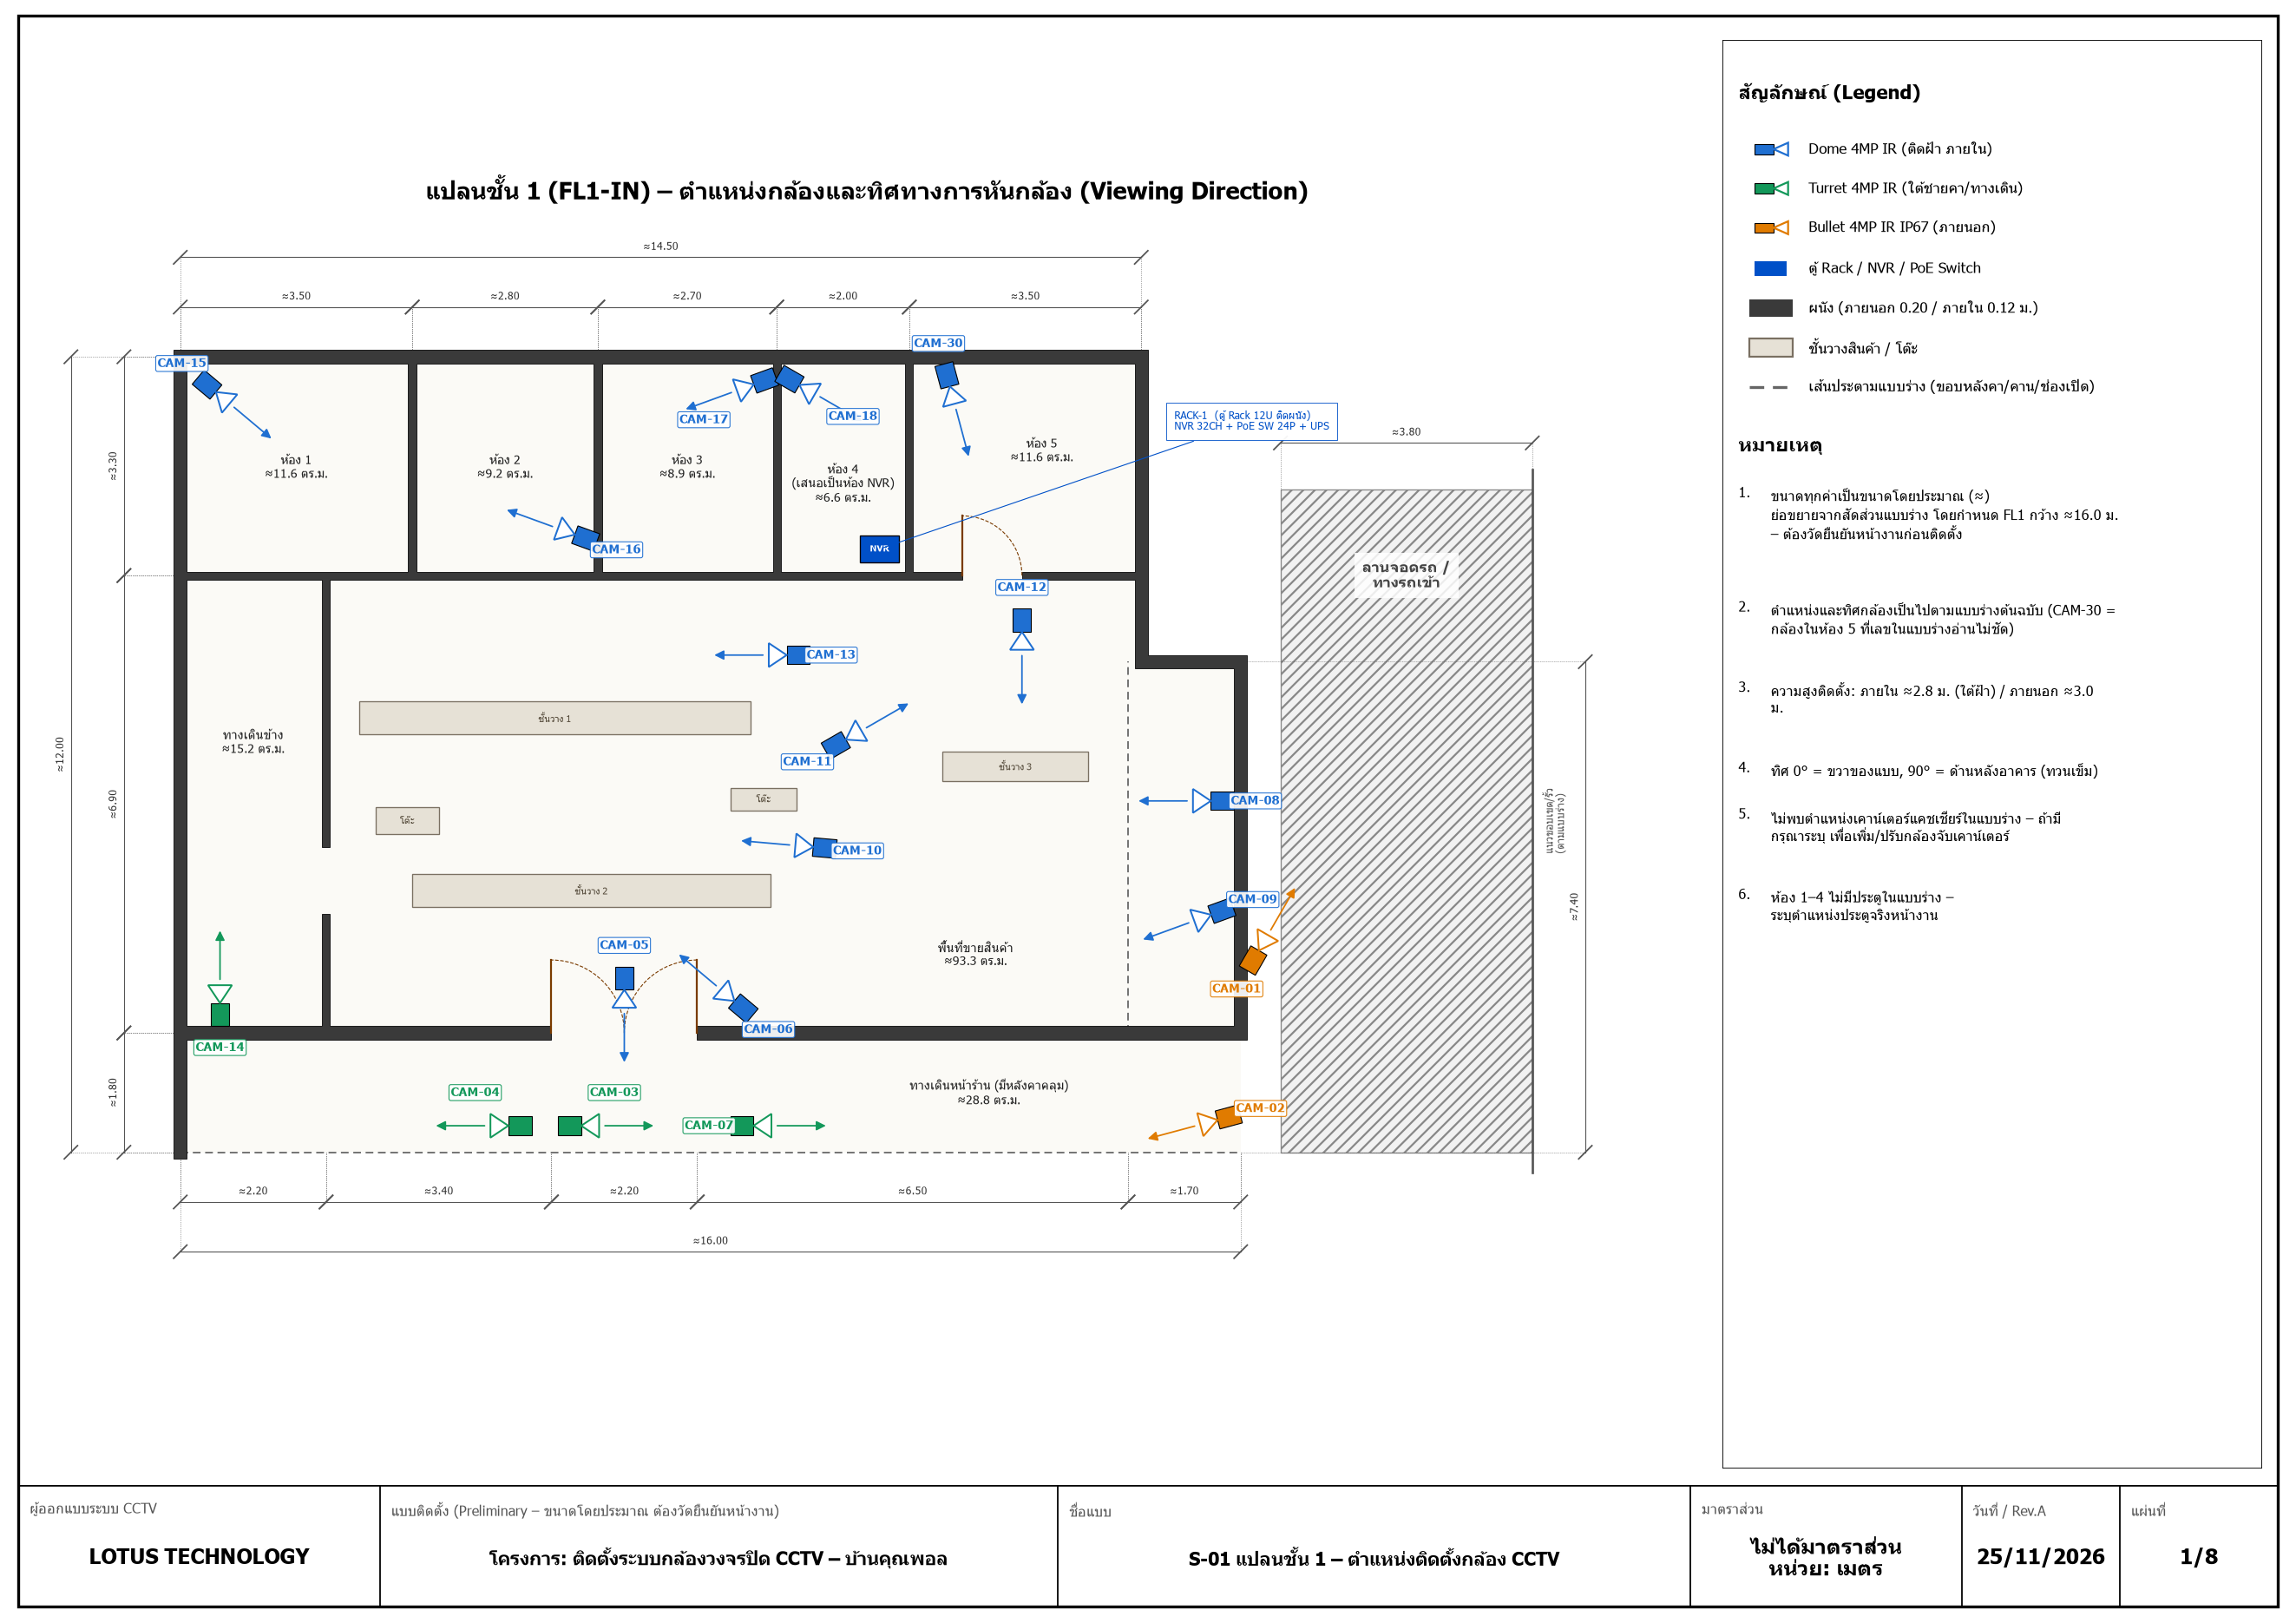 แปลนชั้น 1 (FL1-IN) – ตำแหน่งกล้องและทิศทางการหันกล้อง (Viewing Direction)
≈14.50
≈3.50
≈2.80
≈2.70
≈2.00
≈3.50
CAM-15
CAM-30
CAM-17
CAM-18
RACK-1 (ตู้ Rack 12U ติดผนัง)
NVR 32CH + PoE SW 24P + UPS
≈3.80
≈3.30
ห้อง 1
≈11.6 ตร.ม.
ห้อง 2
≈9.2 ตร.ม.
ห้อง 3
≈8.9 ตร.ม.
ห้อง 4
(เสนอเป็นห้อง NVR)
≈6.6 ตร.ม.
ห้อง 5
≈11.6 ตร.ม.
CAM-16
NVR
ลานจอดรถ /
ทางรถเข้า
CAM-12
CAM-13
ชั้นวาง 1
ทางเดินข้าง
≈15.2 ตร.ม.
CAM-11
ชั้นวาง 3
≈12.00
≈6.90
โต๊ะ
โต๊ะ
CAM-08
CAM-10
แนวขอบเขต/รั้ว
(ตามแบบร่าง)
ชั้นวาง 2
CAM-09
≈7.40
CAM-05
พื้นที่ขายสินค้า
≈93.3 ตร.ม.
CAM-01
CAM-06
CAM-14
≈1.80
CAM-04
CAM-03
ทางเดินหน้าร้าน (มีหลังคาคลุม)
≈28.8 ตร.ม.
CAM-07
CAM-02
≈2.20
≈3.40
≈2.20
≈6.50
≈1.70
≈16.00
สัญลักษณ์ (Legend)
Dome 4MP IR (ติดฝ้า ภายใน)
Turret 4MP IR (ใต้ชายคา/ทางเดิน)
Bullet 4MP IR IP67 (ภายนอก)
ตู้ Rack / NVR / PoE Switch
ผนัง (ภายนอก 0.20 / ภายใน 0.12 ม.)
ชั้นวางสินค้า / โต๊ะ
เส้นประตามแบบร่าง (ขอบหลังคา/คาน/ช่องเปิด)
หมายเหตุ
1. ขนาดทุกค่าเป็นขนาดโดยประมาณ (≈)
ย่อขยายจากสัดส่วนแบบร่าง โดยกำหนด FL1 กว้าง ≈16.0 ม.
– ต้องวัดยืนยันหน้างานก่อนติดตั้ง
2. ตำแหน่งและทิศกล้องเป็นไปตามแบบร่างต้นฉบับ (CAM-30 =
กล้องในห้อง 5 ที่เลขในแบบร่างอ่านไม่ชัด)
3. ความสูงติดตั้ง: ภายใน ≈2.8 ม. (ใต้ฝ้า) / ภายนอก ≈3.0
ม.
4. ทิศ 0° = ขวาของแบบ, 90° = ด้านหลังอาคาร (ทวนเข็ม)
5. ไม่พบตำแหน่งเคาน์เตอร์แคชเชียร์ในแบบร่าง – ถ้ามี
กรุณาระบุ เพื่อเพิ่ม/ปรับกล้องจับเคาน์เตอร์
6. ห้อง 1–4 ไม่มีประตูในแบบร่าง –
ระบุตำแหน่งประตูจริงหน้างาน
ผู้ออกแบบระบบ CCTV
LOTUS TECHNOLOGY
แบบติดตั้ง (Preliminary – ขนาดโดยประมาณ ต้องวัดยืนยันหน้างาน)
โครงการ: ติดตั้งระบบกล้องวงจรปิด CCTV – บ้านคุณพอล
ชื่อแบบ
S-01 แปลนชั้น 1 – ตำแหน่งติดตั้งกล้อง CCTV
มาตราส่วน
ไม่ได้มาตราส่วน
หน่วย: เมตร
วันที่ / Rev.A
25/11/2026
แผ่นที่
1/8